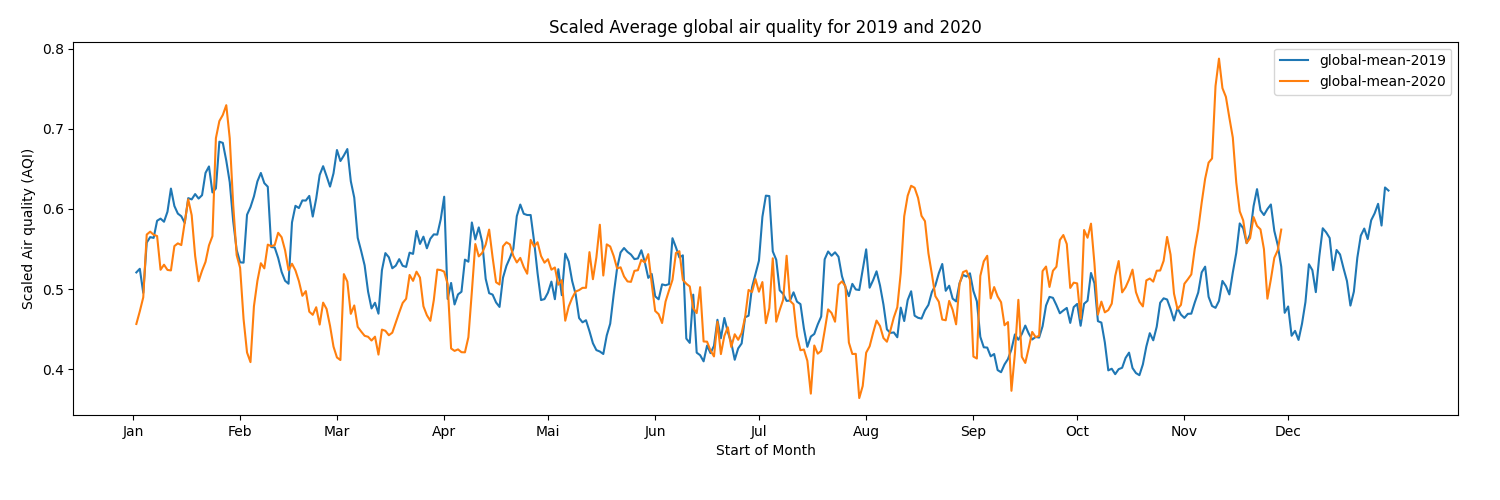 Scaled Average global air quality for 2019 and 2020
global-mean-2019
global-mean-2020
Scaled Air quality (AQI)
0.8
0.7
0.6
0.5
0.4
Jan Feb Mar Apr Mai Jun Jul Aug Sep Oct Nov Dec
Start of Month